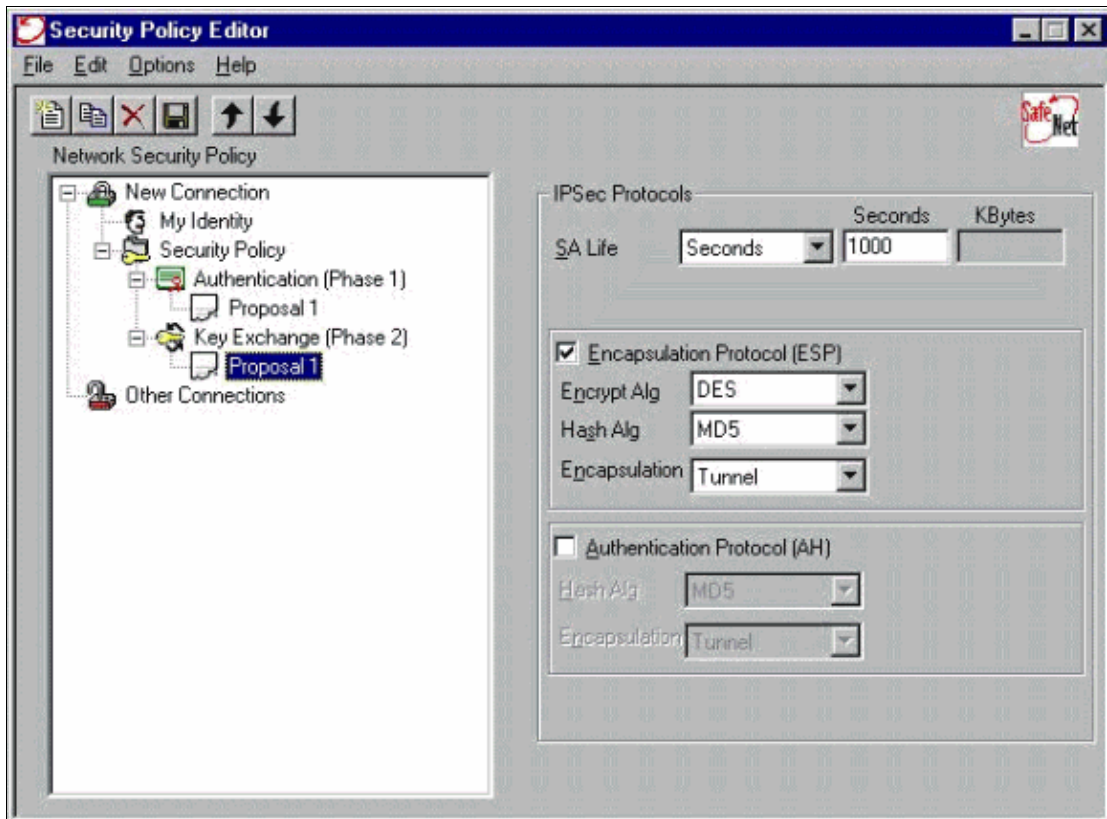 Security Policy Editor
File Edit Options Help
Safe Net
Network Security Policy
New Connection
My Identity
Security Policy
Authentication (Phase 1)
Proposal 1
Key Exchange (Phase 2)
Proposal 1
Other Connections
IPSec Protocols
Seconds KBytes
SA Life Seconds 1000
Encapsulation Protocol (ESP)
Encrypt Alg DES
Hash Alg MD5
Encapsulation Tunnel
Authentication Protocol (AH)
Hash Alg MD5
Encapsulation Tunnel